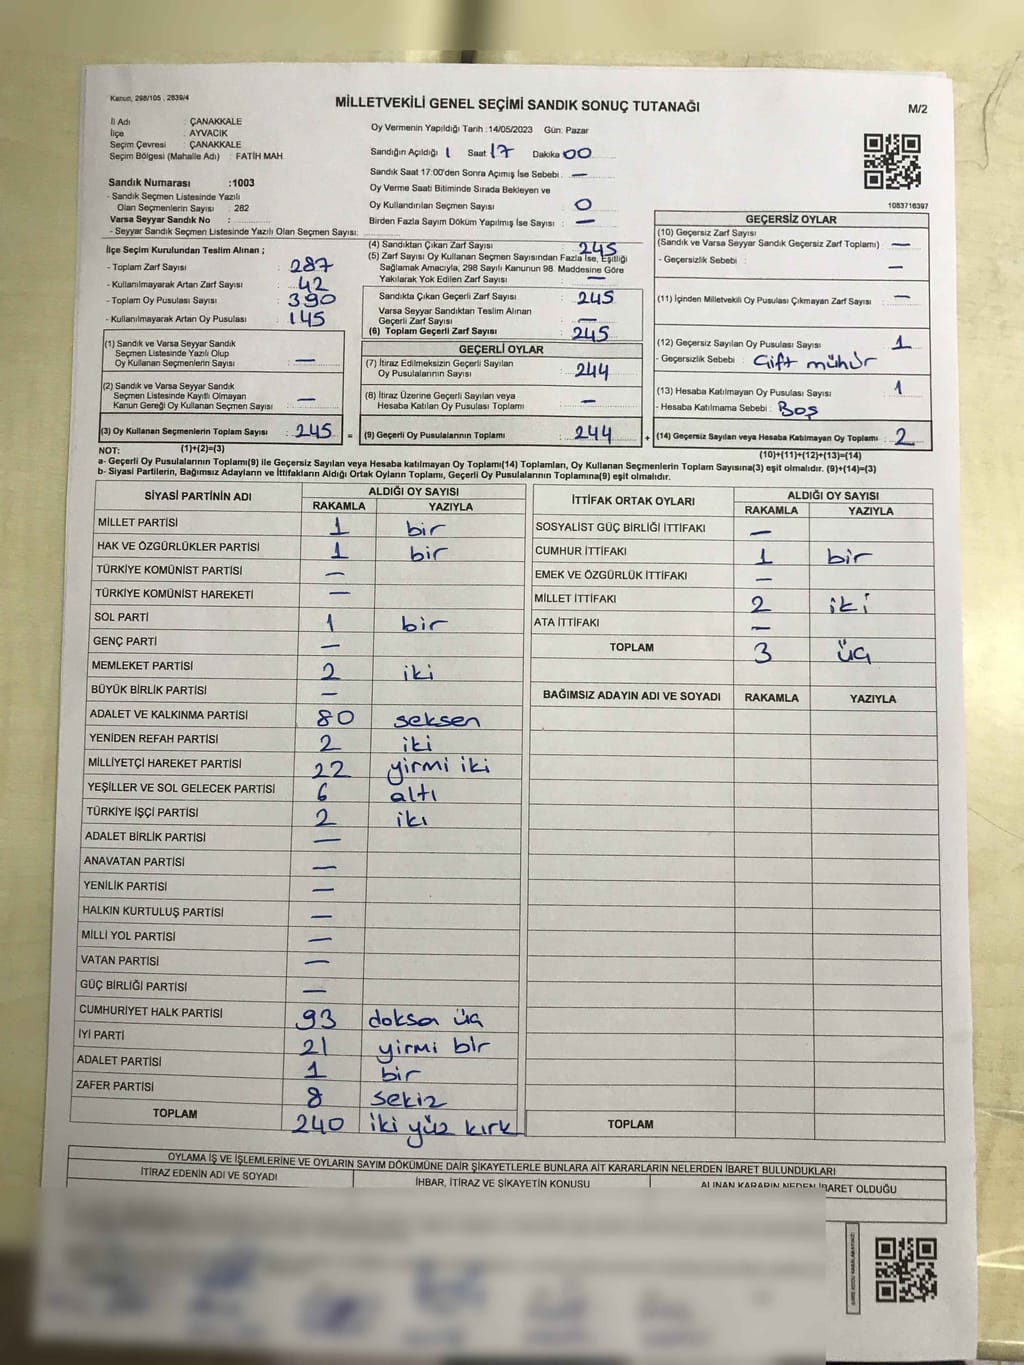 Kanun, 298/105 , 2839/4
MİLLETVEKİLİ GENEL SEÇİMİ SANDIK SONUÇ TUTANAĞI
M/2
İl Adı : ÇANAKKALE
İlçe : AYVACIK
Seçim Çevresi : ÇANAKKALE
Seçim Bölgesi (Mahalle Adı) : FATİH MAH
Sandık Numarası :1003
- Sandık Seçmen Listesinde Yazılı
Olan Seçmenlerin Sayısı : 282
Varsa Seyyar Sandık No :
- Seyyar Sandık Seçmen Listesinde Yazılı Olan Seçmen Sayısı:
Oy Vermenin Yapıldığı Tarih : 14/05/2023 Gün: Pazar
Sandığın Açıldığı Saat 17 Dakika 00
Sandık Saat 17:00'den Sonra Açımış İse Sebebi : —
Oy Verme Saati Bitiminde Sırada Bekleyen ve
Oy Kullandırılan Seçmen Sayısı : 0
Birden Fazla Sayım Döküm Yapılmış İse Sayısı : —
1083716397
İlçe Seçim Kurulundan Teslim Alınan ;
- Toplam Zarf Sayısı : 287
- Kullanılmayarak Artan Zarf Sayısı : 42
- Toplam Oy Pusulası Sayısı : 390
- Kullanılmayarak Artan Oy Pusulası : 145
(1) Sandık ve Varsa Seyyar Sandık
Seçmen Listesinde Yazılı Olup
Oy Kullanan Seçmenlerin Sayısı : —
(2) Sandık ve Varsa Seyyar Sandık
Seçmen Listesinde Kayıtlı Olmayan
Kanun Gereği Oy Kullanan Seçmen Sayısı : —
(3) Oy Kullanan Seçmenlerin Toplam Sayısı : 245 =
(1)+(2)=(3)
(4) Sandıktan Çıkan Zarf Sayısı : 245
(5) Zarf Sayısı Oy Kullanan Seçmen Sayısından Fazla İse, Eşitliği
Sağlamak Amacıyla, 298 Sayılı Kanunun 98. Maddesine Göre
Yakılarak Yok Edilen Zarf Sayısı : —
Sandıkta Çıkan Geçerli Zarf Sayısı : 245
Varsa Seyyar Sandıktan Teslim Alınan
Geçerli Zarf Sayısı : —
(6) Toplam Geçerli Zarf Sayısı : 245
GEÇERLİ OYLAR
(7) İtiraz Edilmeksizin Geçerli Sayılan
Oy Pusulalarının Sayısı : 244
(8) İtiraz Üzerine Geçerli Sayılan veya
Hesaba Katılan Oy Pusulası Toplamı : —
(9) Geçerli Oy Pusulalarının Toplamı : 244 +
GEÇERSİZ OYLAR
(10) Geçersiz Zarf Sayısı
(Sandık ve Varsa Seyyar Sandık Geçersiz Zarf Toplamı) : —
- Geçersizlik Sebebi : —
(11) İçinden Milletvekili Oy Pusulası Çıkmayan Zarf Sayısı : —
(12) Geçersiz Sayılan Oy Pusulası Sayısı : 1
- Geçersizlik Sebebi : Çift mühür
(13) Hesaba Katılmayan Oy Pusulası Sayısı : 1
- Hesaba Katılmama Sebebi : Boş
(14) Geçersiz Sayılan veya Hesaba Katılmayan Oy Toplamı : 2
(10)+(11)+(12)+(13)=(14)
NOT:
a- Geçerli Oy Pusulalarının Toplamı(9) ile Geçersiz Sayılan veya Hesaba katılmayan Oy Toplamı(14) Toplamları, Oy Kullanan Seçmenlerin Toplam Sayısına(3) eşit olmalıdır. (9)+(14)=(3)
b- Siyasi Partilerin, Bağımsız Adayların ve İttifakların Aldığı Ortak Oyların Toplamı, Geçerli Oy Pusulalarının Toplamına(9) eşit olmalıdır.
SİYASİ PARTİNİN ADI ALDIĞI OY SAYISI
RAKAMLA YAZIYLA
MİLLET PARTİSİ 1 bir
HAK VE ÖZGÜRLÜKLER PARTİSİ 1 bir
TÜRKİYE KOMÜNİST PARTİSİ —
TÜRKİYE KOMÜNİST HAREKETİ —
SOL PARTİ 1 bir
GENÇ PARTİ —
MEMLEKET PARTİSİ 2 iki
BÜYÜK BİRLİK PARTİSİ —
ADALET VE KALKINMA PARTİSİ 80 seksen
YENİDEN REFAH PARTİSİ 2 iki
MİLLİYETÇİ HAREKET PARTİSİ 22 yirmi iki
YEŞİLLER VE SOL GELECEK PARTİSİ 6 altı
TÜRKİYE İŞÇİ PARTİSİ 2 iki
ADALET BİRLİK PARTİSİ —
ANAVATAN PARTİSİ —
YENİLİK PARTİSİ —
HALKIN KURTULUŞ PARTİSİ —
MİLLİ YOL PARTİSİ —
VATAN PARTİSİ —
GÜÇ BİRLİĞİ PARTİSİ —
CUMHURİYET HALK PARTİSİ 93 doksan üç
İYİ PARTİ 21 yirmi bir
ADALET PARTİSİ 1 bir
ZAFER PARTİSİ 8 sekiz
TOPLAM 240 iki yüz kırk
İTTİFAK ORTAK OYLARI ALDIĞI OY SAYISI
RAKAMLA YAZIYLA
SOSYALİST GÜÇ BİRLİĞİ İTTİFAKI —
CUMHUR İTTİFAKI 1 bir
EMEK VE ÖZGÜRLÜK İTTİFAKI —
MİLLET İTTİFAKI 2 iki
ATA İTTİFAKI —
TOPLAM 3 üç
BAĞIMSIZ ADAYIN ADI VE SOYADI RAKAMLA YAZIYLA
TOPLAM
OYLAMA İŞ VE İŞLEMLERİNE VE OYLARIN SAYIM DÖKÜMÜNE DAİR ŞİKAYETLERLE BUNLARA AİT KARARLARIN NELERDEN İBARET BULUNDUKLARI
İTİRAZ EDENİN ADI VE SOYADI İHBAR, İTİRAZ VE ŞİKAYETİN KONUSU ALINAN KARARIN NEDEN İBARET OLDUĞU